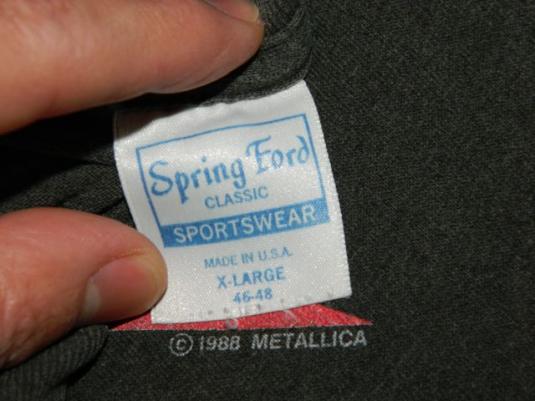 Spring Ford
CLASSIC
SPORTSWEAR
MADE IN U.S.A.
X-LARGE
46-48
© 1988 METALLICA